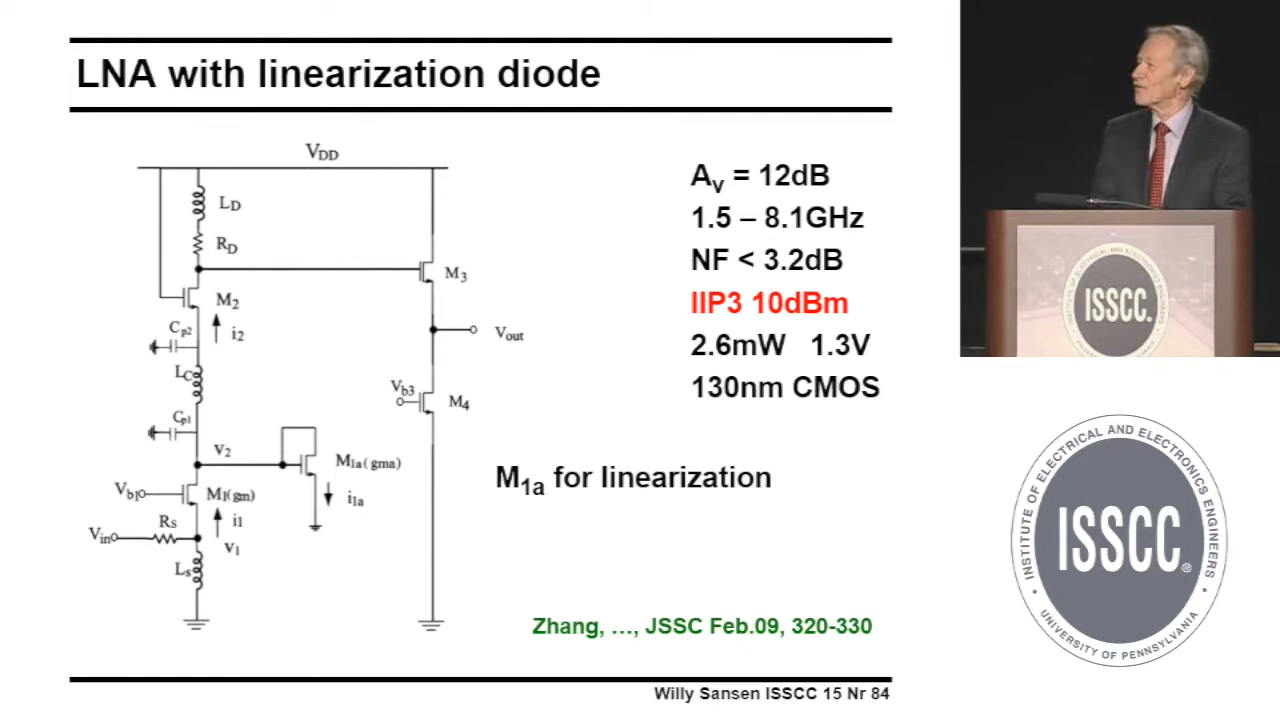 LNA with linearization diode
VDD
LD
RD
M3
M2
Cp2
i2
Vout
LC
Vb3
M4
Cp1
v2
M1a(gma)
Vb1
M1(gm)
i1a
Rs
i1
Vin
v1
Ls
Av = 12dB
1.5 – 8.1GHz
NF < 3.2dB
IIP3 10dBm
2.6mW 1.3V
130nm CMOS
M1a for linearization
Zhang, …, JSSC Feb.09, 320-330
Willy Sansen ISSCC 15 Nr 84
ISSCC.
INSTITUTE OF ELECTRICAL AND ELECTRONICS ENGINEERS
ISSCC®
UNIVERSITY OF PENNSYLVANIA